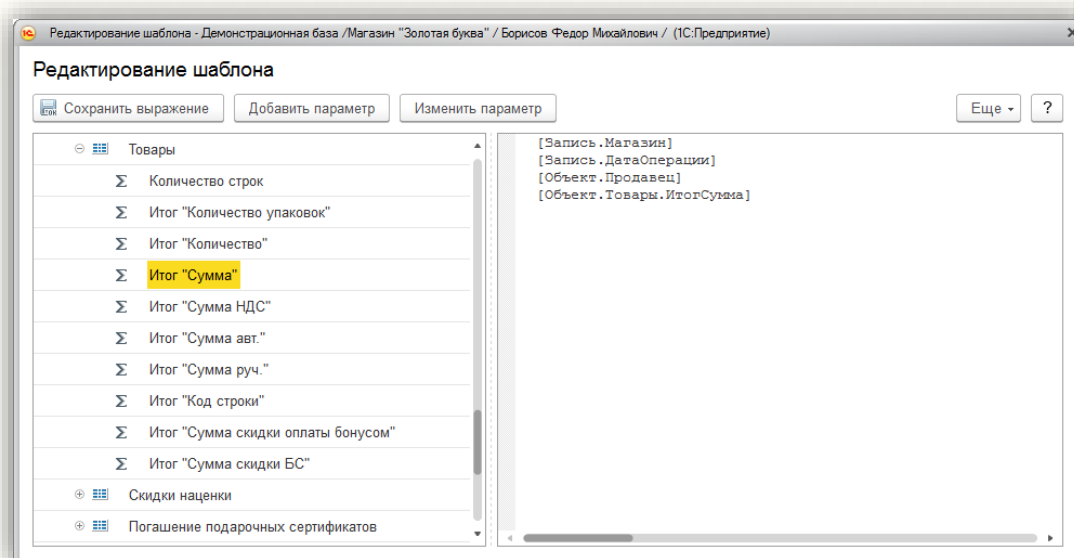 Редактирование шаблона - Демонстрационная база /Магазин "Золотая буква" / Борисов Федор Михайлович / (1С:Предприятие)
Редактирование шаблона
Сохранить выражение Добавить параметр Изменить параметр Еще ?
Товары
Количество строк
Итог "Количество упаковок"
Итог "Количество"
Итог "Сумма"
Итог "Сумма НДС"
Итог "Сумма авт."
Итог "Сумма руч."
Итог "Код строки"
Итог "Сумма скидки оплаты бонусом"
Итог "Сумма скидки БС"
Скидки наценки
Погашение подарочных сертификатов
[Запись.Магазин]
[Запись.ДатаОперации]
[Объект.Продавец]
[Объект.Товары.ИтогСумма]